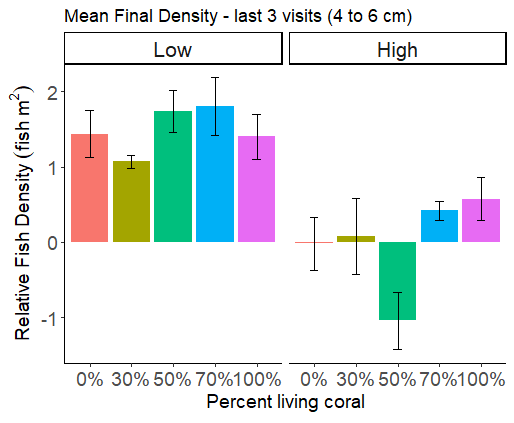 Mean Final Density - last 3 visits (4 to 6 cm)
Low
High
Relative Fish Density (fish m²)
2
1
0
-1
0% 30% 50% 70% 100%
0% 30% 50% 70% 100%
Percent living coral